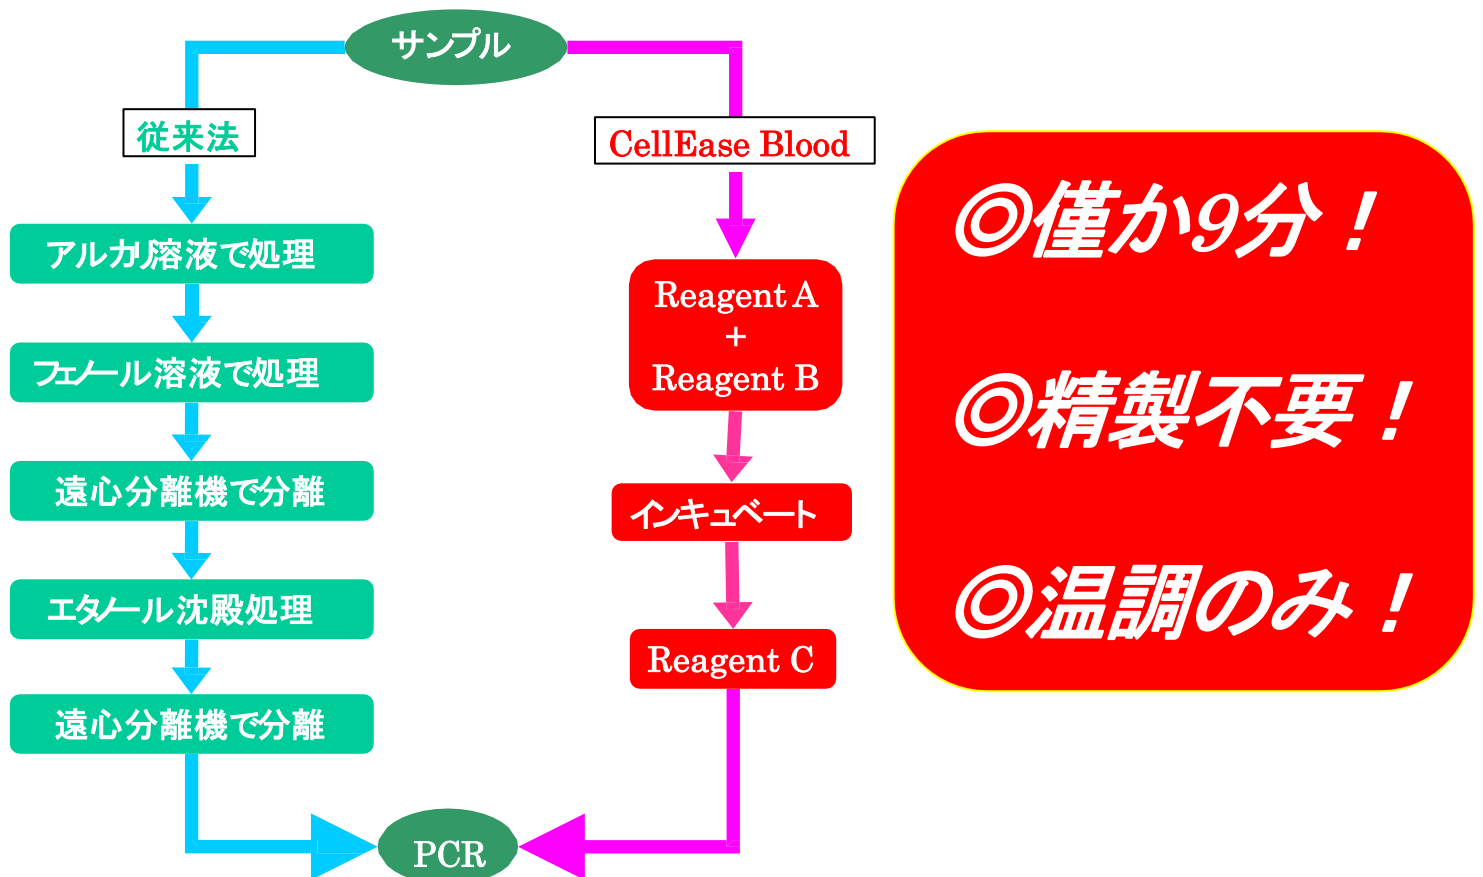 サンプル
従来法
アルカリ溶液で処理
フェノール溶液で処理
遠心分離機で分離
エタノール沈殿処理
遠心分離機で分離
CellEase Blood
Reagent A
+
Reagent B
インキュベート
Reagent C
PCR
◎僅か9分！
◎精製不要！
◎温調のみ！